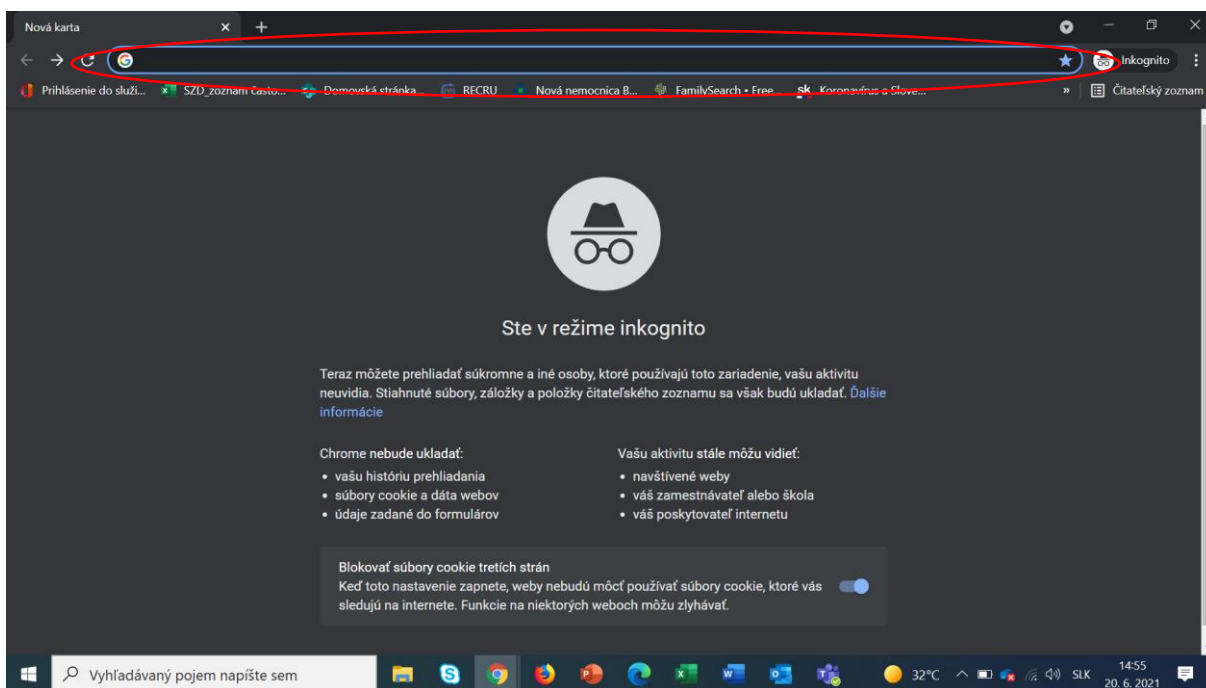 Nová karta
Inkognito
Prihlásenie do služi... SZD_zoznam často... Domovská stránka... RECRU Nová nemocnica B... FamilySearch • Free... sk Koronavírus a Slove... » Čitateľský zoznam
Ste v režime inkognito
Teraz môžete prehliadať súkromne a iné osoby, ktoré používajú toto zariadenie, vašu aktivitu
neuvidia. Stiahnuté súbory, záložky a položky čitateľského zoznamu sa však budú ukladať. Ďalšie
informácie
Chrome nebude ukladať:
• vašu históriu prehliadania
• súbory cookie a dáta webov
• údaje zadané do formulárov
Vašu aktivitu stále môžu vidieť:
• navštívené weby
• váš zamestnávateľ alebo škola
• váš poskytovateľ internetu
Blokovať súbory cookie tretích strán
Keď toto nastavenie zapnete, weby nebudú môcť používať súbory cookie, ktoré vás
sledujú na internete. Funkcie na niektorých weboch môžu zlyhávať.
Vyhľadávaný pojem napíšte sem
32°C
SLK
14:55
20. 6. 2021